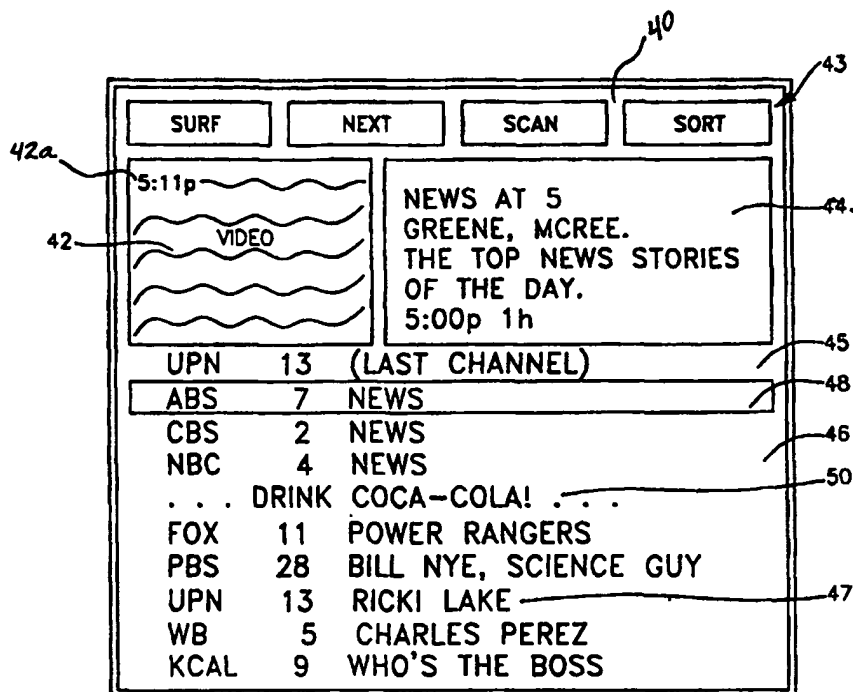 40
43
SURF NEXT SCAN SORT
42a
5:11p
42 VIDEO
NEWS AT 5
GREENE, MCREE.
44
THE TOP NEWS STORIES
OF THE DAY.
5:00p 1h
45
UPN 13 (LAST CHANNEL)
48
ABS 7 NEWS
CBS 2 NEWS
46
NBC 4 NEWS
50
. . . DRINK COCA-COLA! . . .
FOX 11 POWER RANGERS
PBS 28 BILL NYE, SCIENCE GUY
UPN 13 RICKI LAKE 47
WB 5 CHARLES PEREZ
KCAL 9 WHO'S THE BOSS